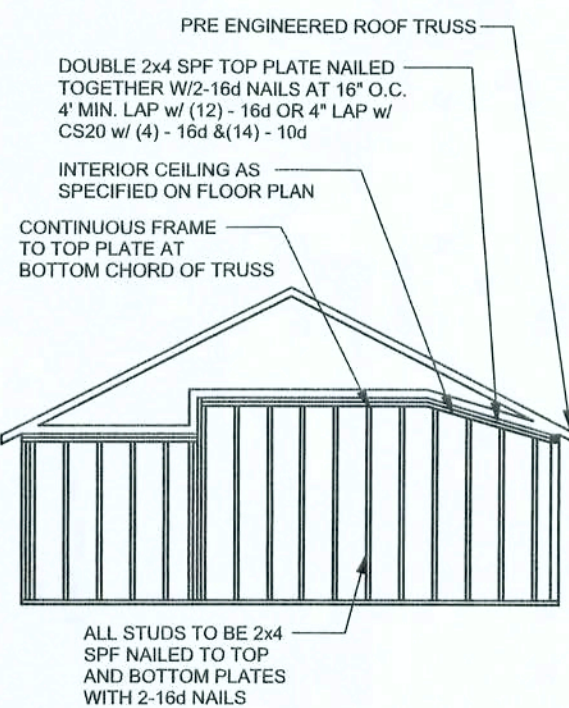 PRE ENGINEERED ROOF TRUSS
DOUBLE 2x4 SPF TOP PLATE NAILED
TOGETHER W/2-16d NAILS AT 16" O.C.
4' MIN. LAP w/ (12) - 16d OR 4" LAP w/
CS20 w/ (4) - 16d &(14) - 10d
INTERIOR CEILING AS
SPECIFIED ON FLOOR PLAN
CONTINUOUS FRAME
TO TOP PLATE AT
BOTTOM CHORD OF TRUSS
ALL STUDS TO BE 2x4
SPF NAILED TO TOP
AND BOTTOM PLATES
WITH 2-16d NAILS